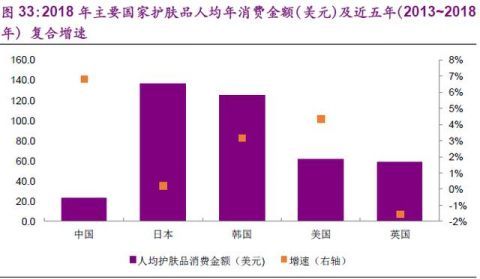 图 33:2018 年主要国家护肤品人均年消费金额(美元)及近五年(2013~2018
年) 复合增速
160.0 8%
140.0 7%
120.0 6%
100.0 5%
80.0 4%
60.0 3%
40.0 2%
20.0 1%
0.0 0%
-1%
-2%
中国 日本 韩国 美国 英国
人均护肤品消费金额(美元) 增速（右轴）